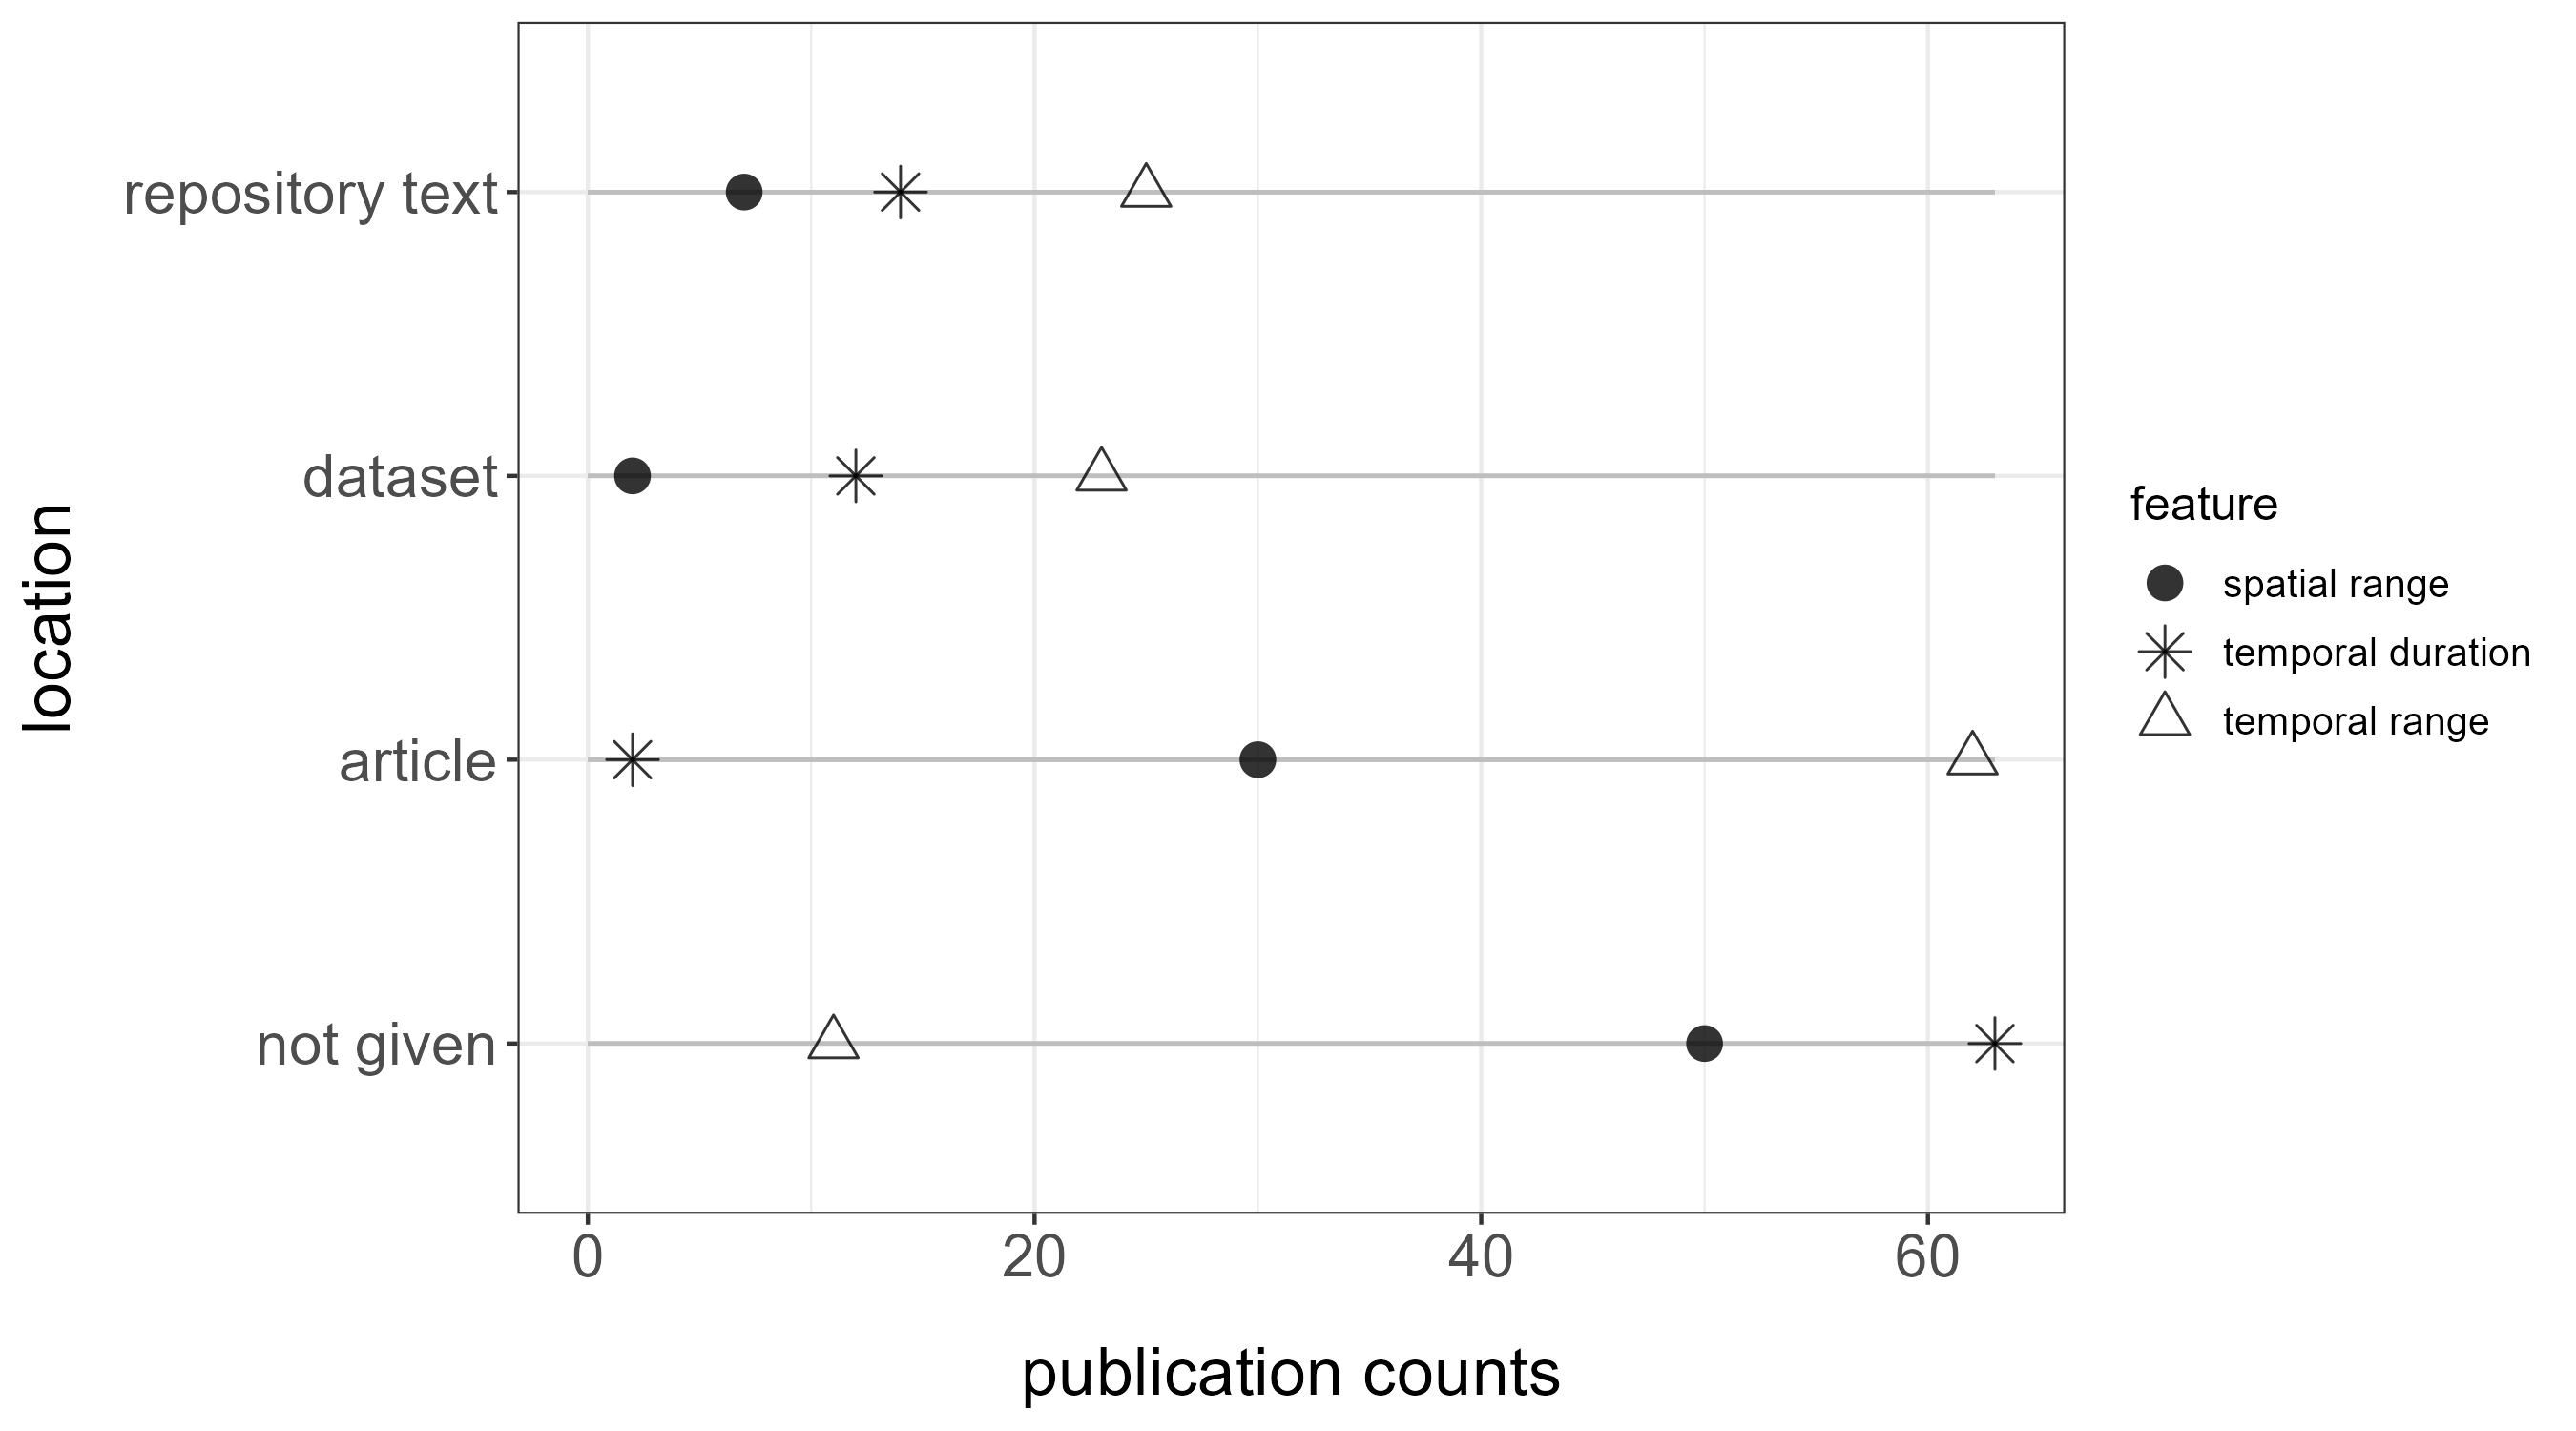 repository text
dataset
article
not given
location
0 20 40 60
publication counts
feature
spatial range
temporal duration
temporal range